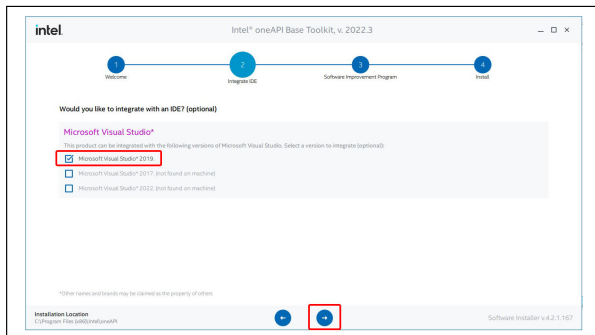 intel.
Intel® oneAPI Base Toolkit, v. 2022.3
1
2
3
4
Welcome
Integrate IDE
Software Improvement Program
Install
Would you like to integrate with an IDE? (optional)
Microsoft Visual Studio*
This product can be integrated with the following versions of Microsoft Visual Studio. Select a version to integrate (optional):
Microsoft Visual Studio* 2019.
Microsoft Visual Studio* 2017. (not found on machine)
Microsoft Visual Studio* 2022. (not found on machine)
*Other names and brands may be claimed as the property of others
Installation Location
C:\Program Files (x86)\Intel\oneAPI
Software Installer v.4.2.1.167